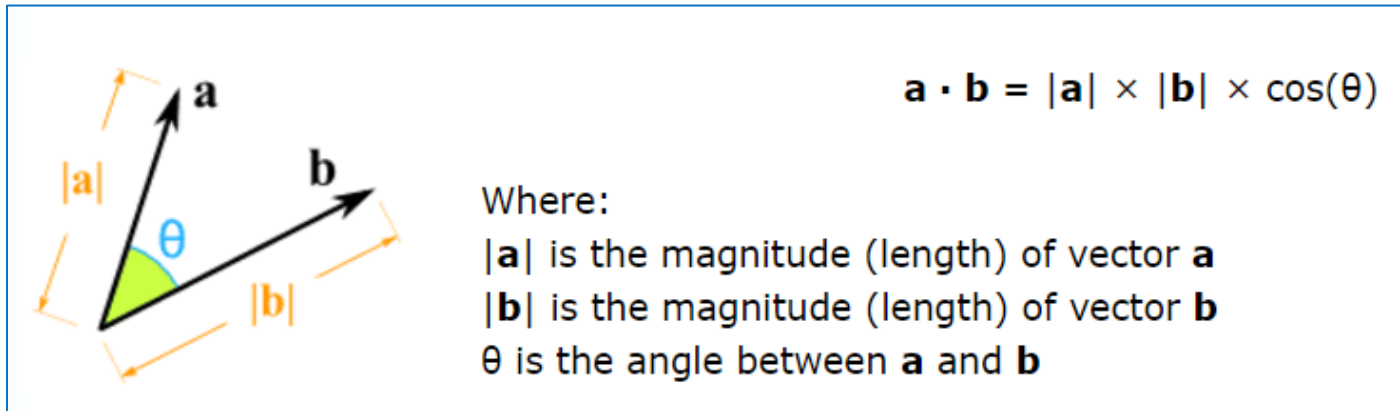 a
|a|
b
θ
|b|
a · b = |a| × |b| × cos(θ)
Where:
|a| is the magnitude (length) of vector a
|b| is the magnitude (length) of vector b
θ is the angle between a and b